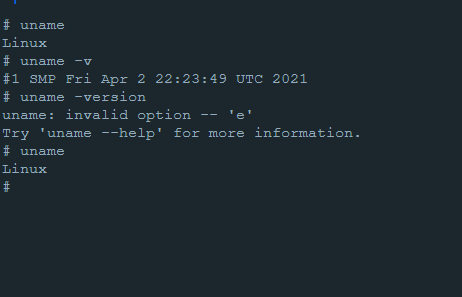 # uname
Linux
# uname -v
#1 SMP Fri Apr 2 22:23:49 UTC 2021
# uname -version
uname: invalid option -- 'e'
Try 'uname --help' for more information.
# uname
Linux
#